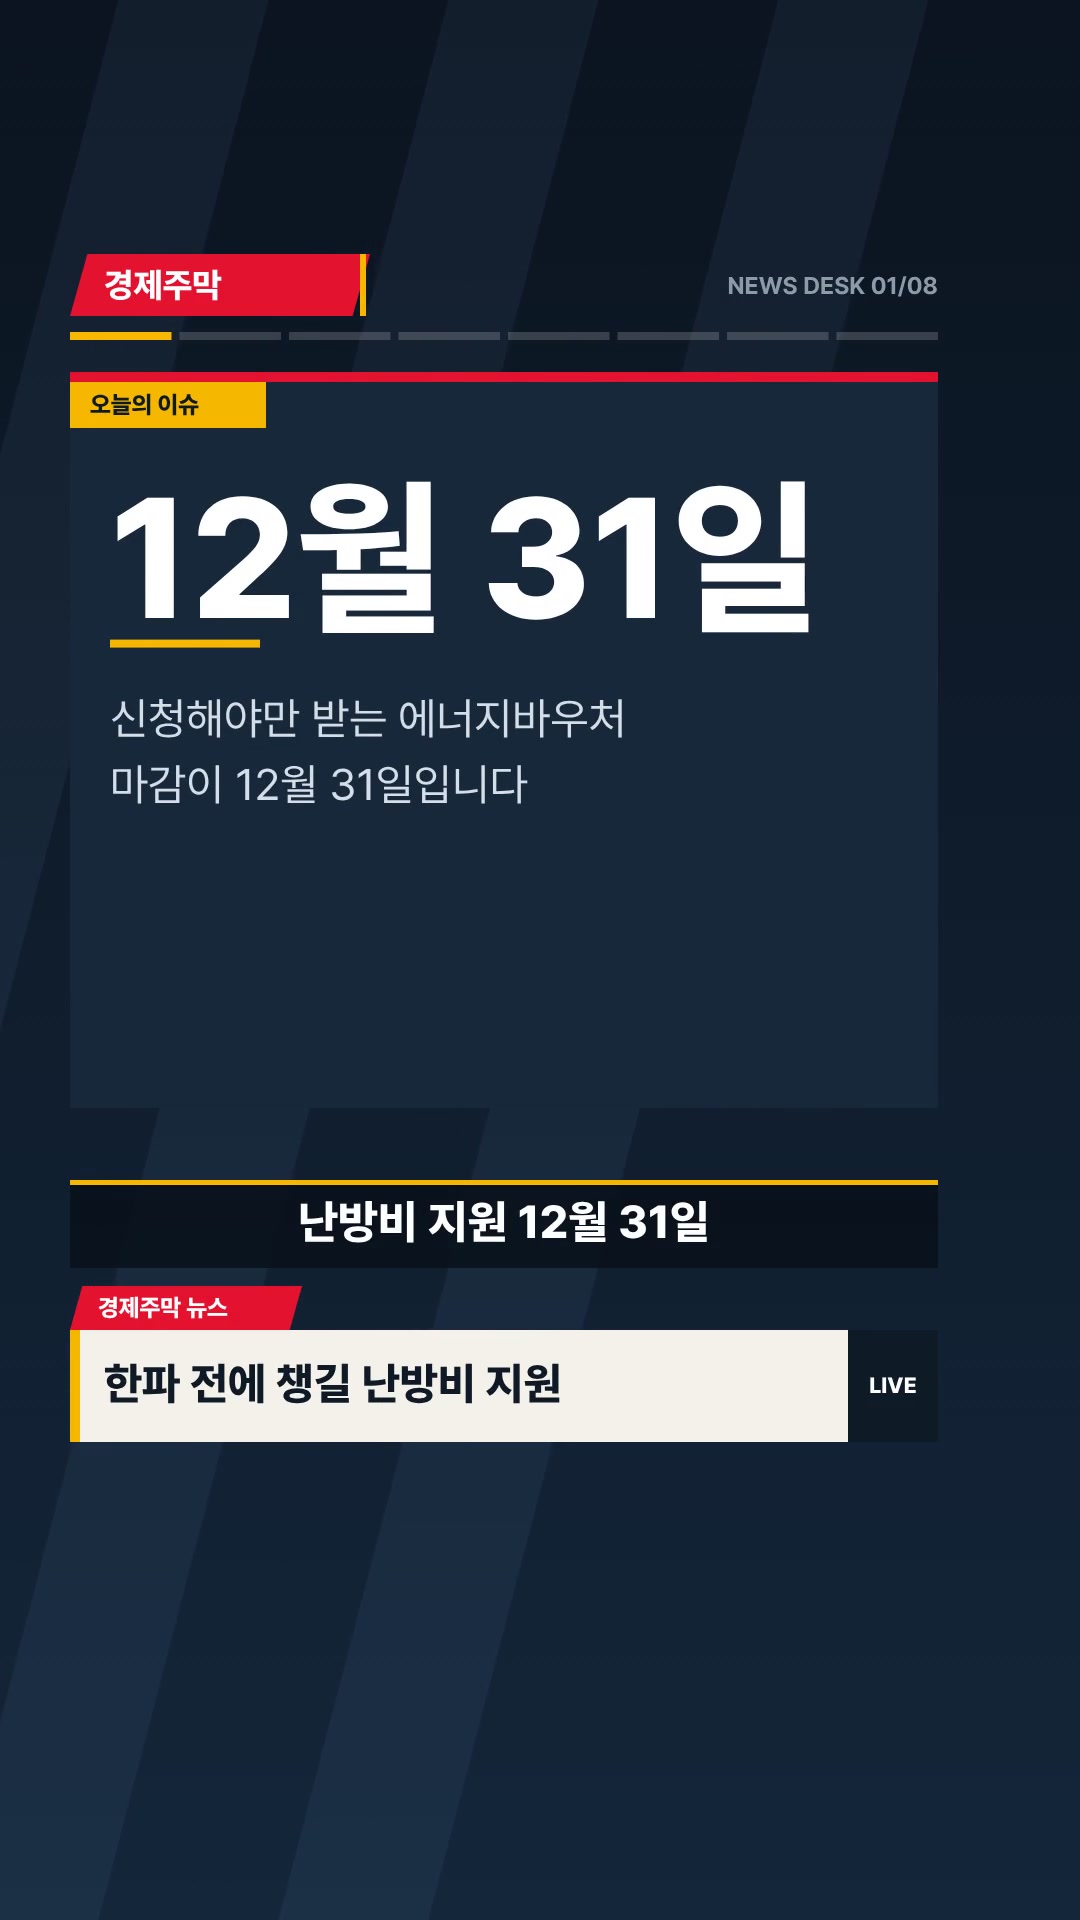 경제주막
NEWS DESK 01/08
오늘의 이슈
12월 31일
신청해야만 받는 에너지바우처
마감이 12월 31일입니다
난방비 지원 12월 31일
경제주막 뉴스
한파 전에 챙길 난방비 지원
LIVE